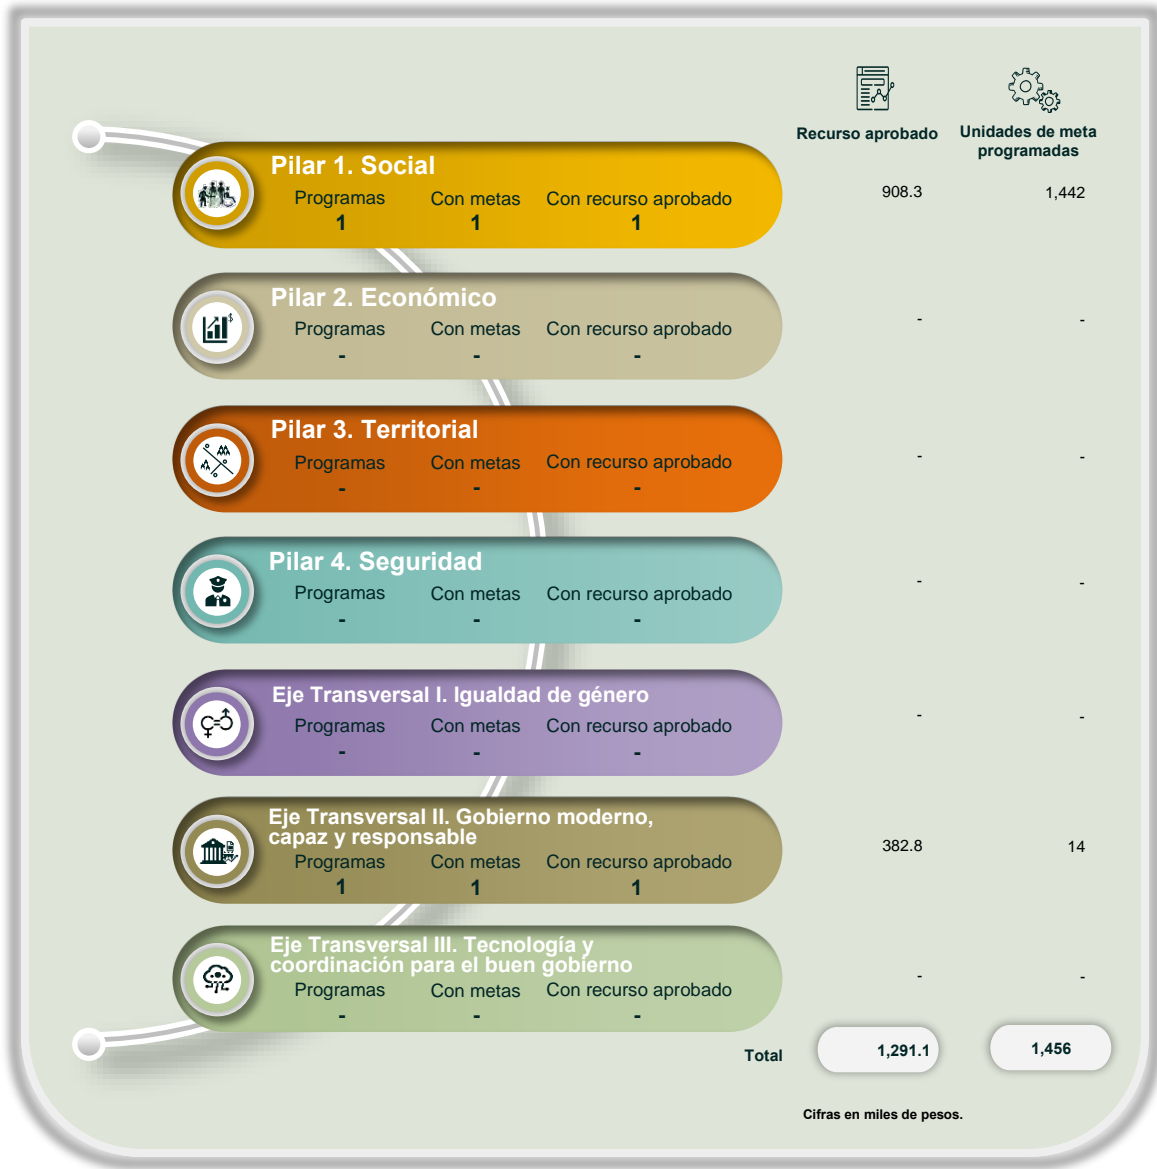 Recurso aprobado
Unidades de meta
programadas
Pilar 1. Social
Programas Con metas Con recurso aprobado
1 1 1
908.3 1,442
Pilar 2. Económico
Programas Con metas Con recurso aprobado
- - -
- -
Pilar 3. Territorial
Programas Con metas Con recurso aprobado
- - -
- -
Pilar 4. Seguridad
Programas Con metas Con recurso aprobado
- - -
- -
Eje Transversal I. Igualdad de género
Programas Con metas Con recurso aprobado
- - -
- -
Eje Transversal II. Gobierno moderno,
capaz y responsable
Programas Con metas Con recurso aprobado
1 1 1
382.8 14
Eje Transversal III. Tecnología y
coordinación para el buen gobierno
Programas Con metas Con recurso aprobado
- - -
- -
Total 1,291.1 1,456
Cifras en miles de pesos.